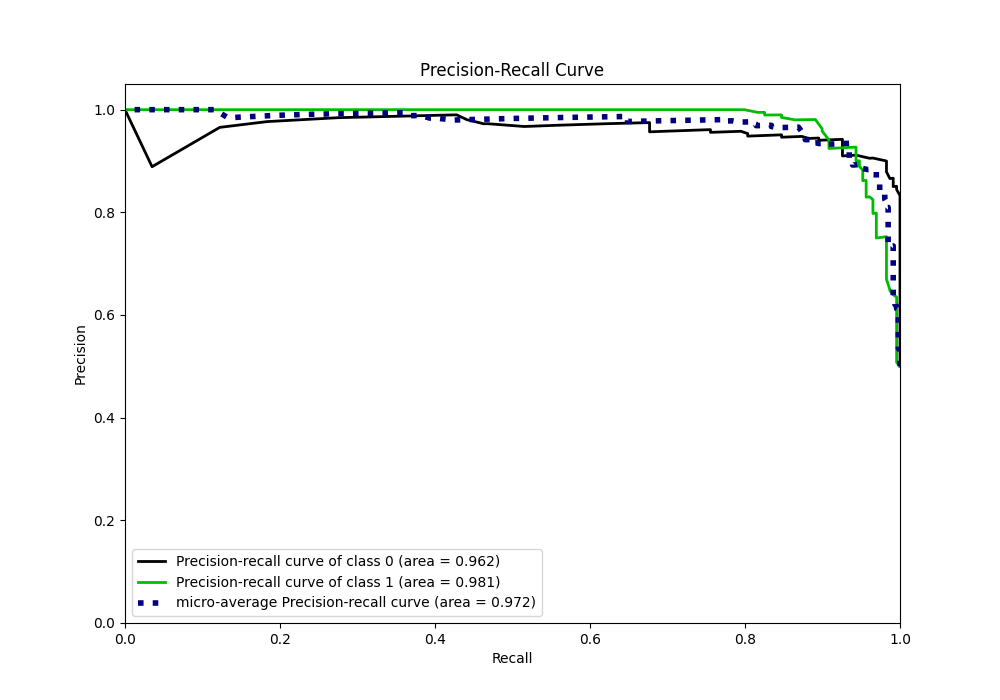 Precision-Recall Curve
1.0
0.8
0.6
0.4
0.2
0.0
Precision
Precision-recall curve of class 0 (area = 0.962)
Precision-recall curve of class 1 (area = 0.981)
micro-average Precision-recall curve (area = 0.972)
0.0 0.2 0.4 0.6 0.8 1.0
Recall